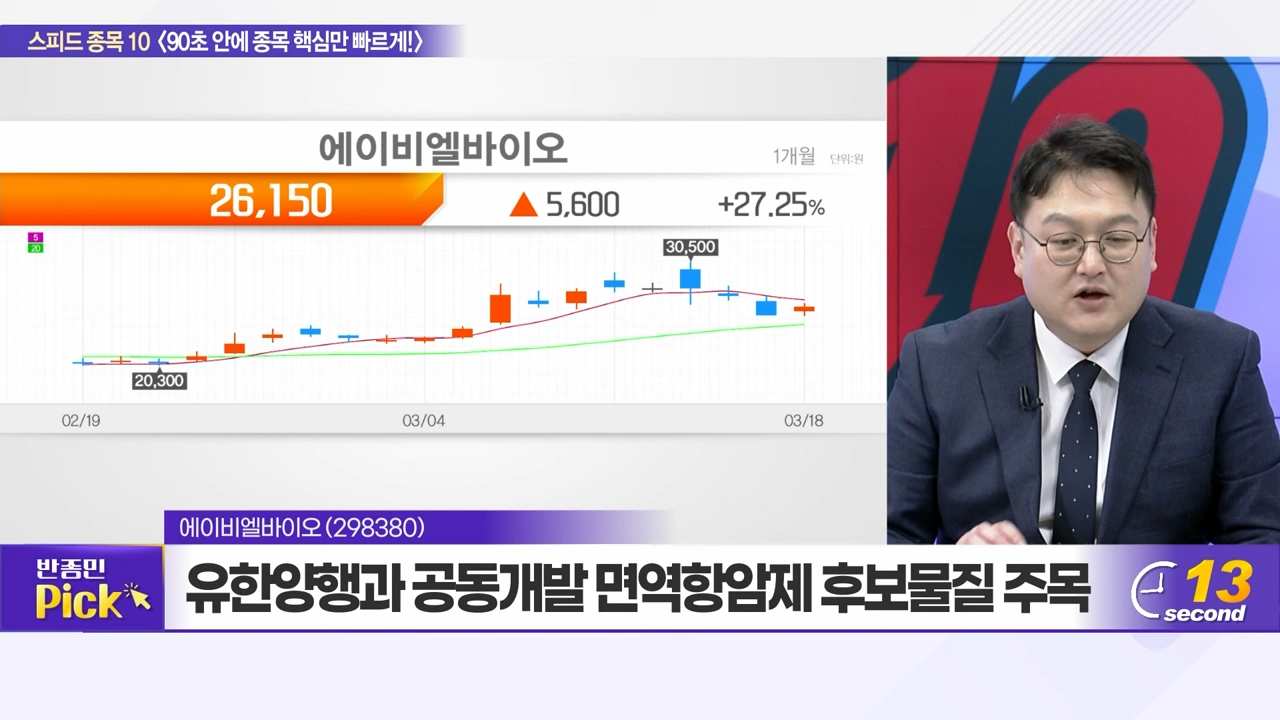 스피드 종목 10 〈90초 안에 종목 핵심만 빠르게!〉
에이비엘바이오
1개월 단위:원
26,150 ▲ 5,600 +27.25%
5
20
30,500
20,300
02/19 03/04 03/18
에이비엘바이오 (298380)
반종민
Pick
유한양행과 공동개발 면역항암제 후보물질 주목
13
second